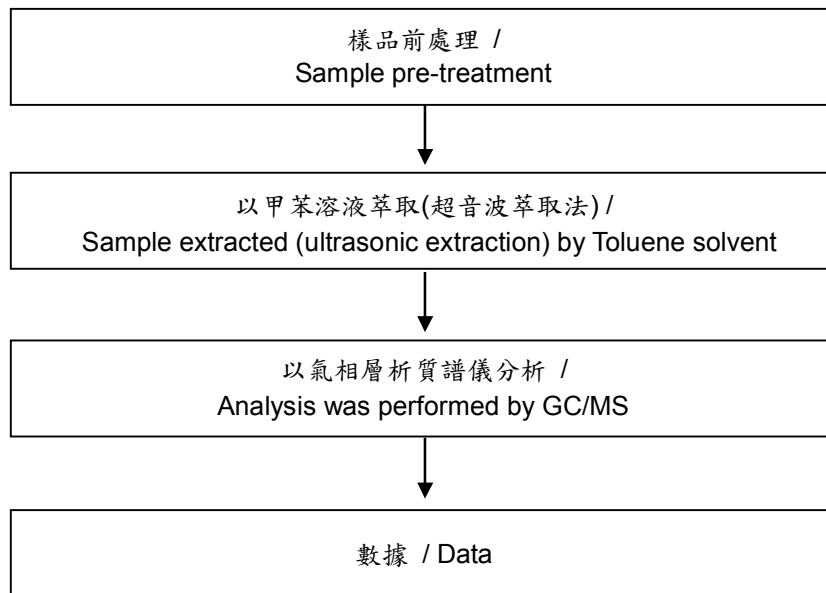 樣品前處理 /
Sample pre-treatment
以甲苯溶液萃取(超音波萃取法) /
Sample extracted (ultrasonic extraction) by Toluene solvent
以氣相層析質譜儀分析 /
Analysis was performed by GC/MS
數據 / Data